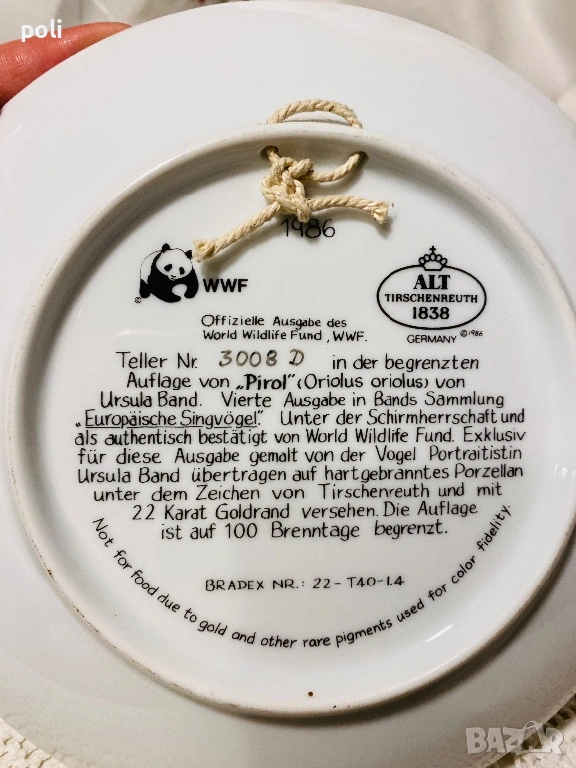 poli
1986
WWF
©
ALT
TIRSCHENREUTH
1838
GERMANY ©1986
Offizielle Ausgabe des
World Wildlife Fund, WWF.
Teller Nr. 3008 D in der begrenzten
Auflage von „Pirol" (Oriolus oriolus) von
Ursula Band. Vierte Ausgabe in Bands Sammlung
„Europäische Singvögel". Unter der Schirmherrschaft und
als authentisch bestätigt von World Wildlife Fund. Exklusiv
für diese Ausgabe gemalt von der Vogel Portraitistin
Ursula Band übertragen auf hartgebranntes Porzellan
unter dem Zeichen von Tirschenreuth und mit
22 Karat Goldrand versehen. Die Auflage
ist auf 100 Brenntage begrenzt.
BRADEX NR.: 22-T40-1.4
Not for food due to gold and other rare pigments used for color fidelity.
BAZAR